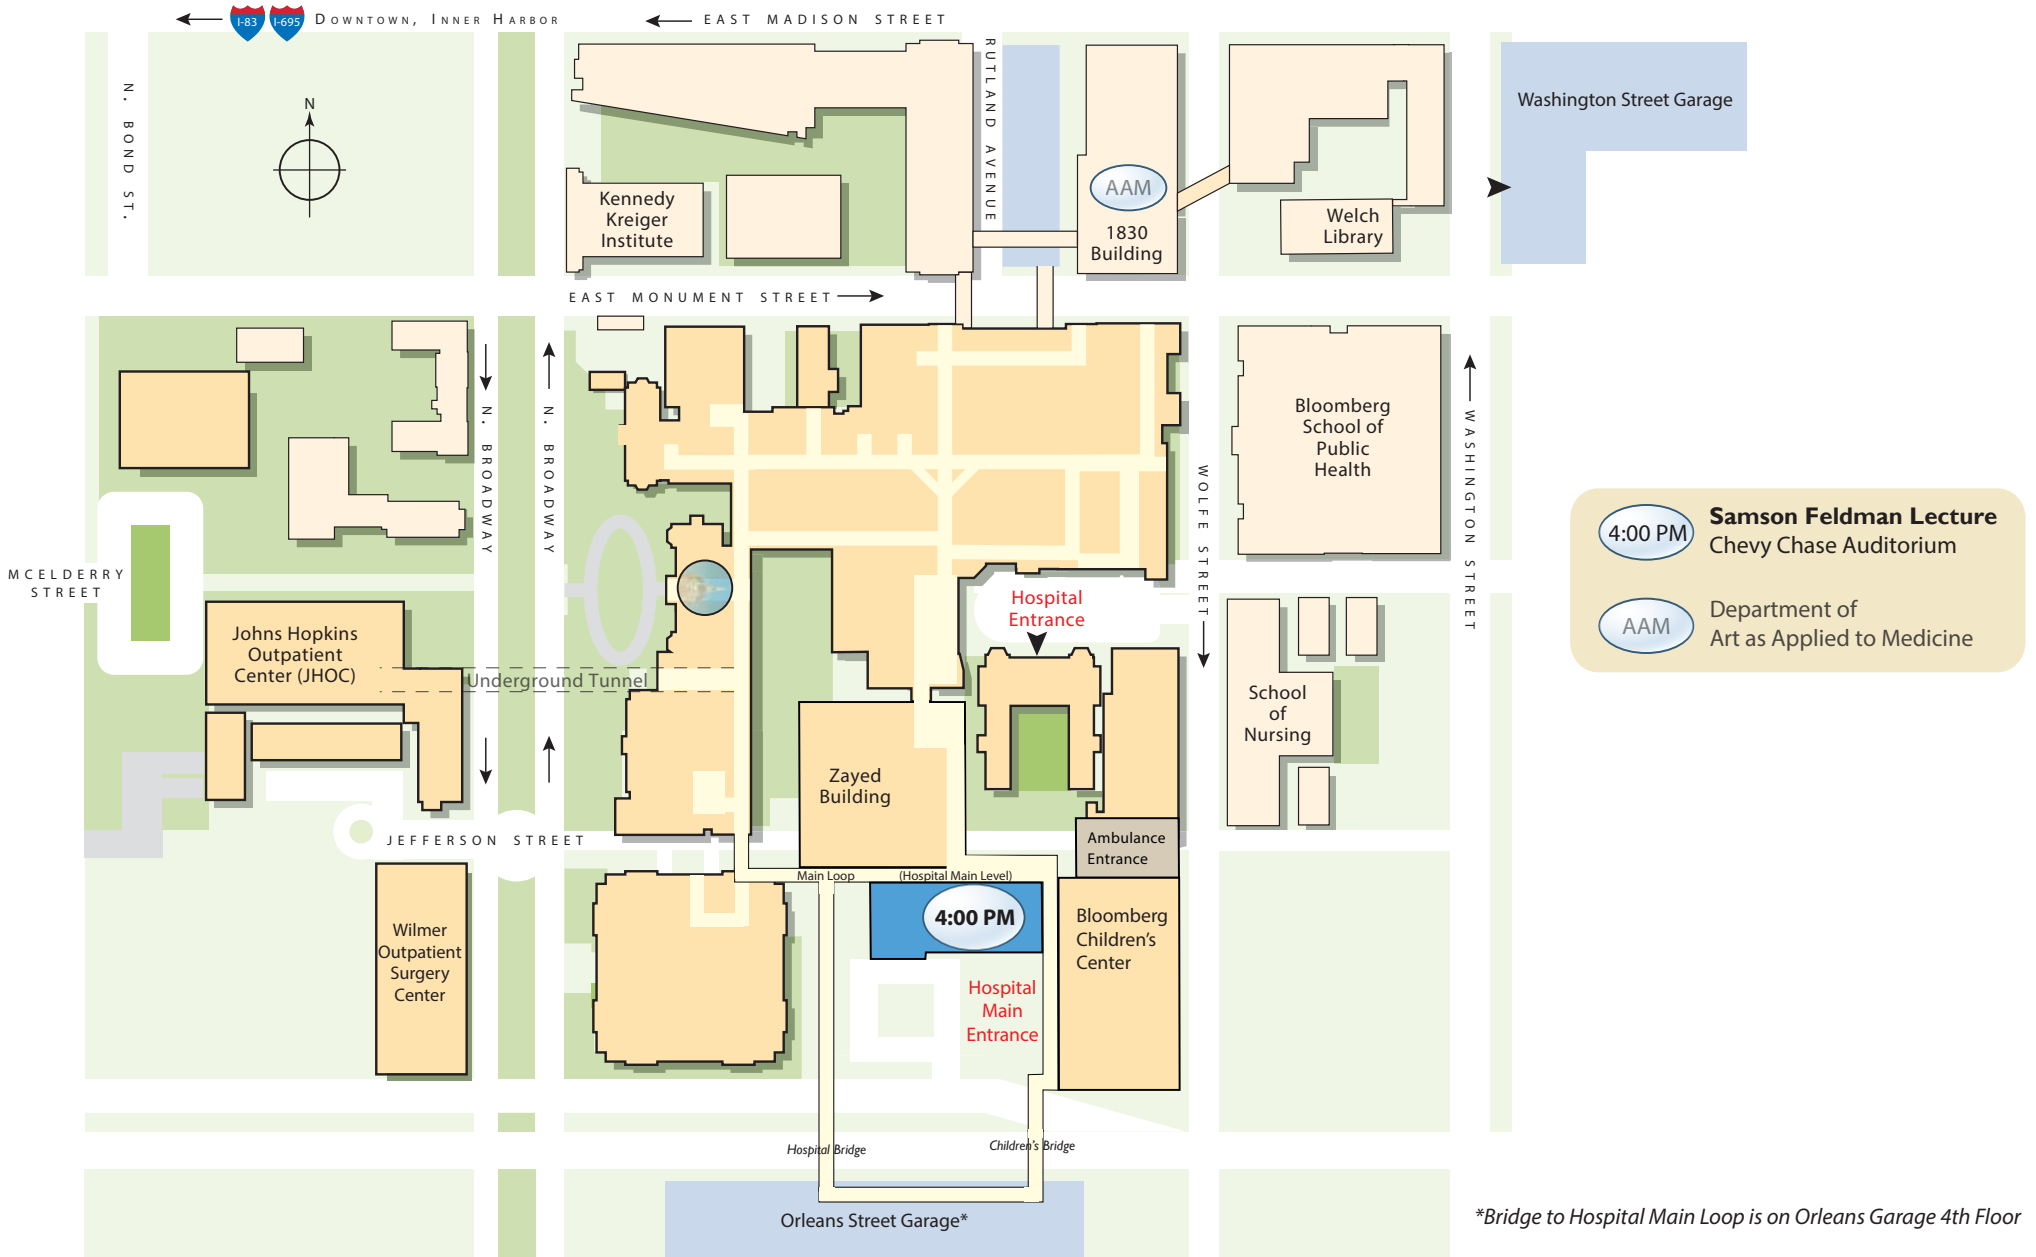 I-83
I-695
Downtown, Inner Harbor
EAST MADISON STREET
N. BOND ST.
N
RUTLAND AVENUE
Washington Street Garage
Kennedy
Kreiger
Institute
AAM
1830
Building
Welch
Library
EAST MONUMENT STREET
N. BROADWAY
N. BROADWAY
WOLFE STREET
Bloomberg
School of
Public
Health
WASHINGTON STREET
4:00 PM
Samson Feldman Lecture
Chevy Chase Auditorium
AAM
Department of
Art as Applied to Medicine
MCELDERRY
STREET
Johns Hopkins
Outpatient
Center (JHOC)
Underground Tunnel
Hospital
Entrance
School
of
Nursing
Zayed
Building
JEFFERSON STREET
Ambulance
Entrance
Main Loop
(Hospital Main Level)
4:00 PM
Bloomberg
Children's
Center
Wilmer
Outpatient
Surgery
Center
Hospital
Main
Entrance
Hospital Bridge
Children's Bridge
Orleans Street Garage*
*Bridge to Hospital Main Loop is on Orleans Garage 4th Floor